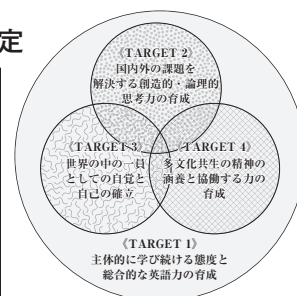 定
《TARGET 2》
国内外の課題を
解決する創造的・論理的
思考力の育成
《TARGET 3》
世界の中の一員
としての自覚と
自己の確立
《TARGET 4》
多文化共生の精神の
涵養と協働する力の
育成
《TARGET 1》
主体的に学び続ける態度と
総合的な英語力の育成